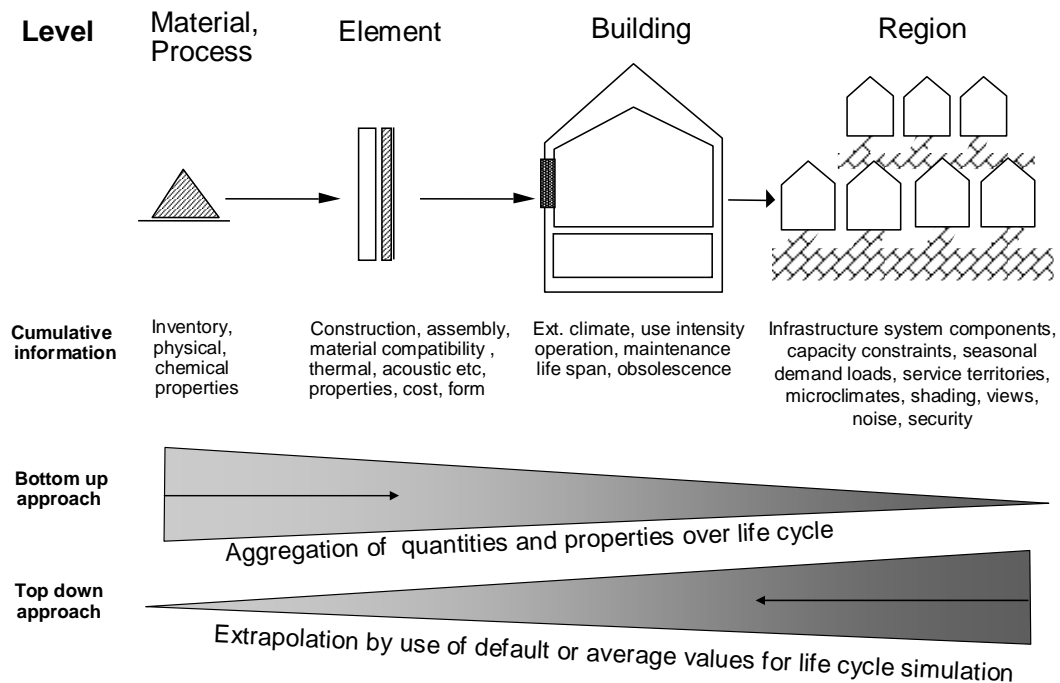 Level
Material,
Process
Element
Building
Region
Cumulative
information
Inventory,
physical,
chemical
properties
Construction, assembly,
material compatibility ,
thermal, acoustic etc,
properties, cost, form
Ext. climate, use intensity
operation, maintenance
life span, obsolescence
Infrastructure system components,
capacity constraints, seasonal
demand loads, service territories,
microclimates, shading, views,
noise, security
Bottom up
approach
Aggregation of quantities and properties over life cycle
Top down
approach
Extrapolation by use of default or average values for life cycle simulation